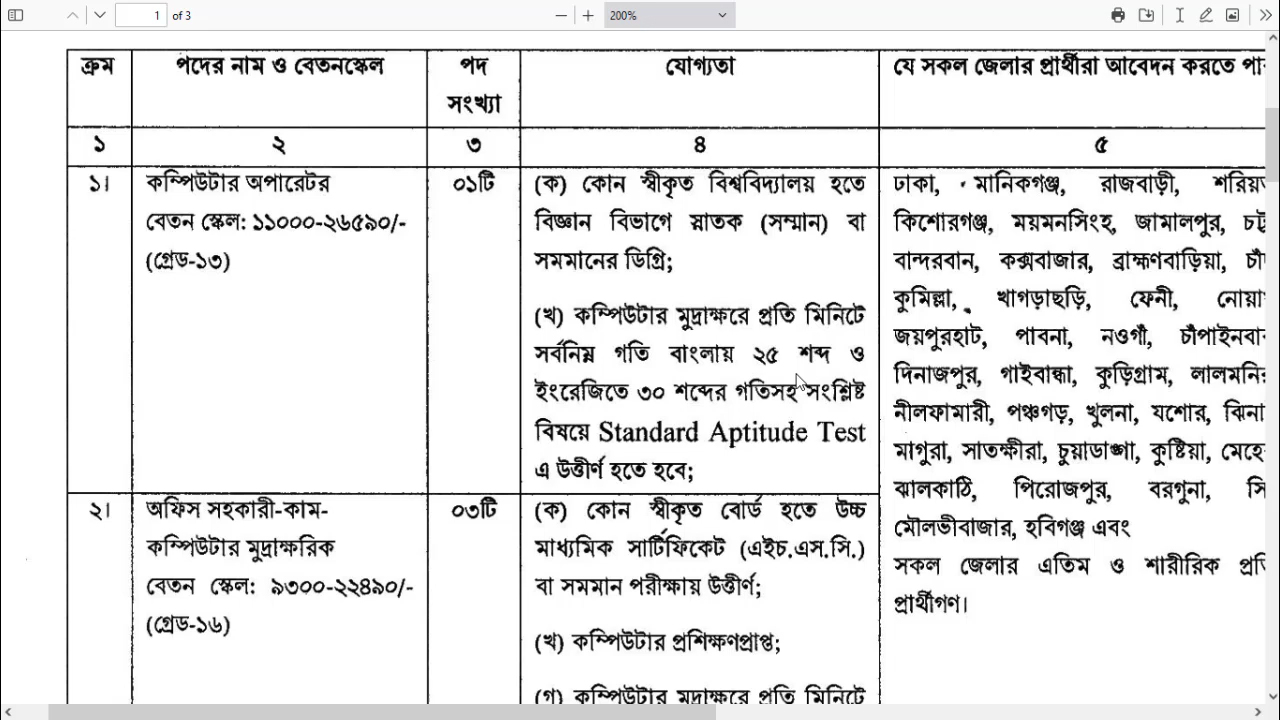 1 of 3
200%
ক্রম
পদের নাম ও বেতনস্কেল
পদ
সংখ্যা
যোগ্যতা
যে সকল জেলার প্রার্থীরা আবেদন করতে
১ ২ ৩ ৪ ৫
১।
কম্পিউটার অপারেটর
বেতন স্কেল: ১১০০০-২৬৫৯০/-
(গ্রেড-১৩)
০১টি
(ক) কোন স্বীকৃত বিশ্ববিদ্যালয় হতে
বিজ্ঞান বিভাগে স্নাতক (সম্মান) বা
সমমানের ডিগ্রি;
(খ) কম্পিউটার মুদ্রাক্ষরে প্রতি মিনিটে
সর্বনিম্ন গতি বাংলায় ২৫ শব্দ ও
ইংরেজিতে ৩০ শব্দের গতিসহ সংশ্লিষ্ট
বিষয়ে Standard Aptitude Test
এ উত্তীর্ণ হতে হবে;
ঢাকা, মানিকগঞ্জ, রাজবাড়ী,
কিশোরগঞ্জ, ময়মনসিংহ, জামালপুর,
বান্দরবান, কক্সবাজার, ব্রাহ্মণবাড়িয়া,
কুমিল্লা, খাগড়াছড়ি, ফেনী,
জয়পুরহাট, পাবনা, নওগাঁ,
দিনাজপুর, গাইবান্ধা, কুড়িগ্রাম,
নীলফামারী, পঞ্চগড়, খুলনা, যশোর,
মাগুরা, সাতক্ষীরা, চুয়াডাঙ্গা, কুষ্টিয়া,
ঝালকাঠি, পিরোজপুর, বরগুনা,
মৌলভীবাজার, হবিগঞ্জ এবং
সকল জেলার এতিম ও শারীরিক
প্রার্থীগণ।
২।
অফিস সহকারী-কাম-
কম্পিউটার মুদ্রাক্ষরিক
বেতন স্কেল: ৯৩০০-২২৪৯০/-
(গ্রেড-১৬)
০৩টি
(ক) কোন স্বীকৃত বোর্ড হতে উচ্চ
মাধ্যমিক সার্টিফিকেট (এইচ.এস.সি.)
বা সমমান পরীক্ষায় উত্তীর্ণ;
(খ) কম্পিউটার প্রশিক্ষণপ্রাপ্ত;
(গ) কম্পিউটার মুদ্রাক্ষরে প্রতি মিনিটে